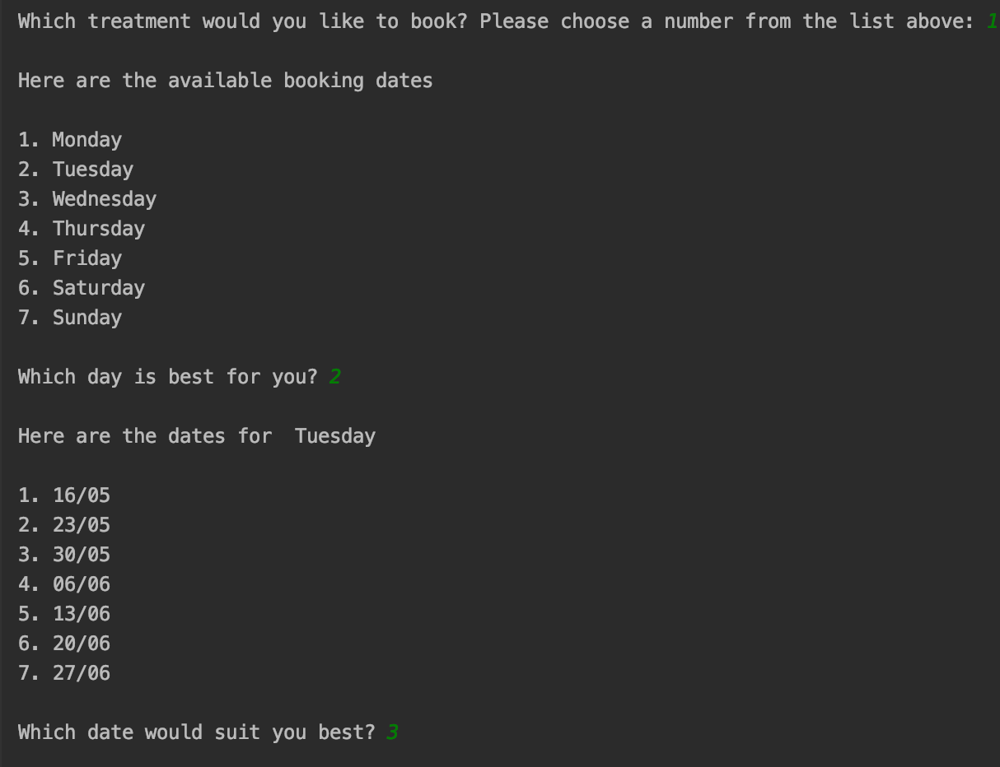 Which treatment would you like to book? Please choose a number from the list above: 1
Here are the available booking dates
1. Monday
2. Tuesday
3. Wednesday
4. Thursday
5. Friday
6. Saturday
7. Sunday
Which day is best for you? 2
Here are the dates for  Tuesday
1. 16/05
2. 23/05
3. 30/05
4. 06/06
5. 13/06
6. 20/06
7. 27/06
Which date would suit you best? 3